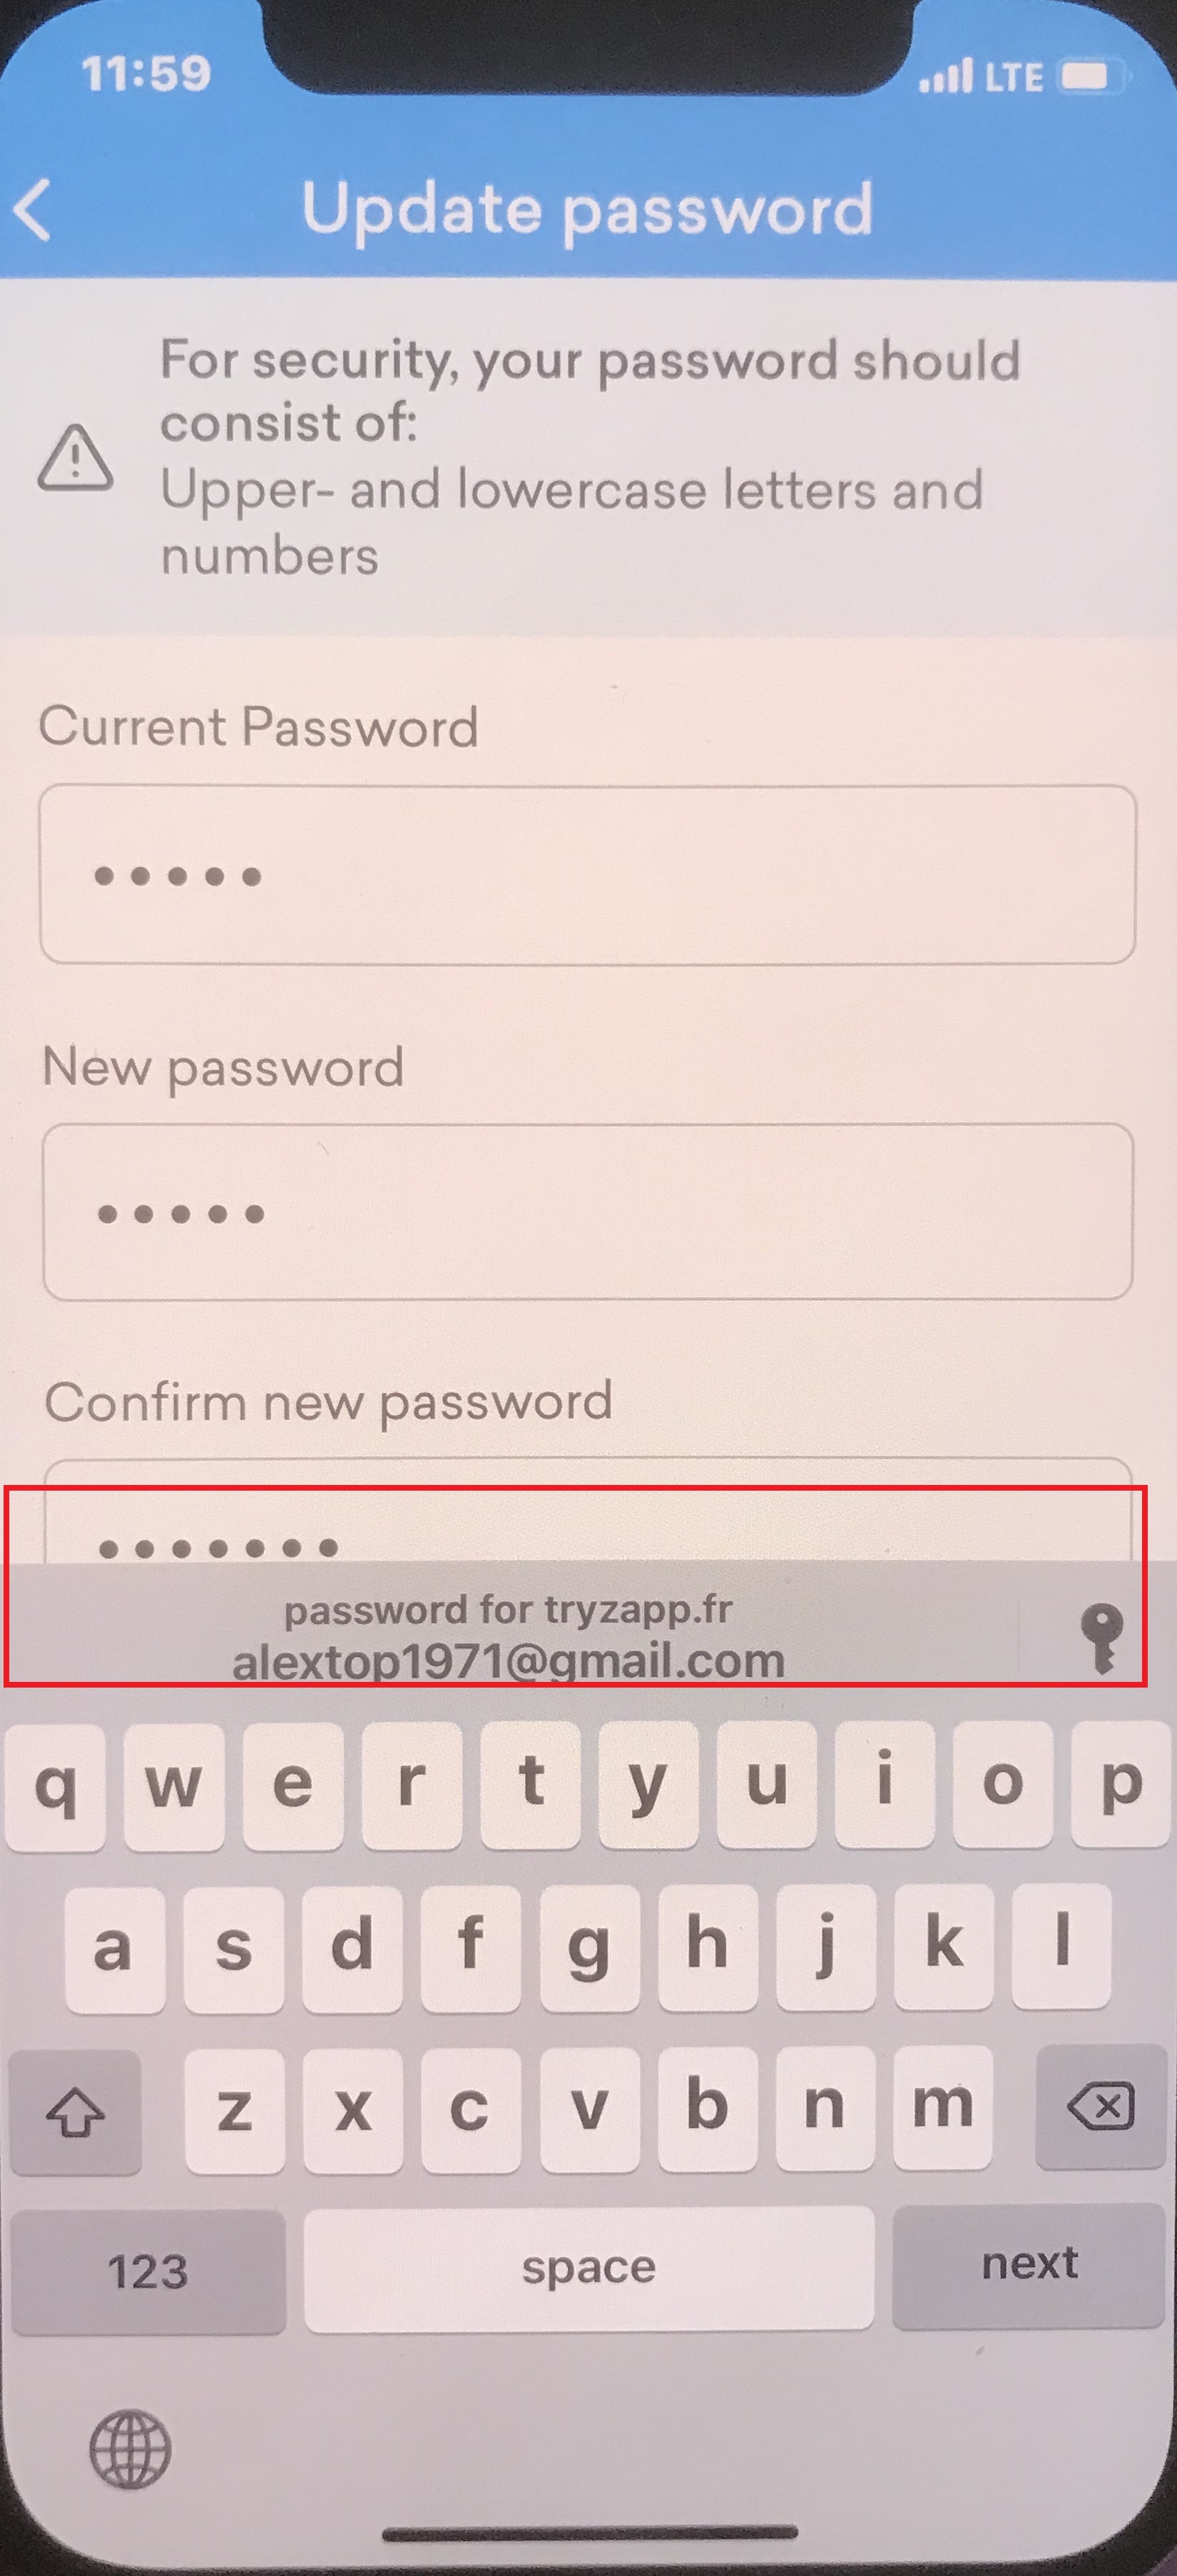 11:59
LTE
Update password
For security, your password should
consist of:
Upper- and lowercase letters and
numbers
Current Password
•••••
New password
•••••
Confirm new password
•••••••
password for tryzapp.fr
alextop1971@gmail.com
q w e r t y u i o p
a s d f g h j k l
z x c v b n m
123 space next